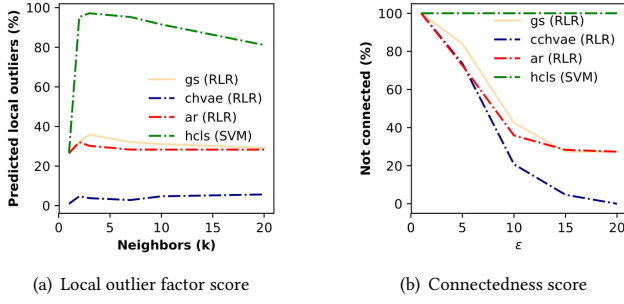 Predicted local outliers (%)
100
80
60
40
20
0
gs (RLR)
chvae (RLR)
ar (RLR)
hcls (SVM)
0
5
10
15
20
Neighbors (k)
(a) Local outlier factor score
Not connected (%)
100
80
60
40
20
0
gs (RLR)
cchvae (RLR)
ar (RLR)
hcls (SVM)
0
5
10
15
20
ε
(b) Connectedness score